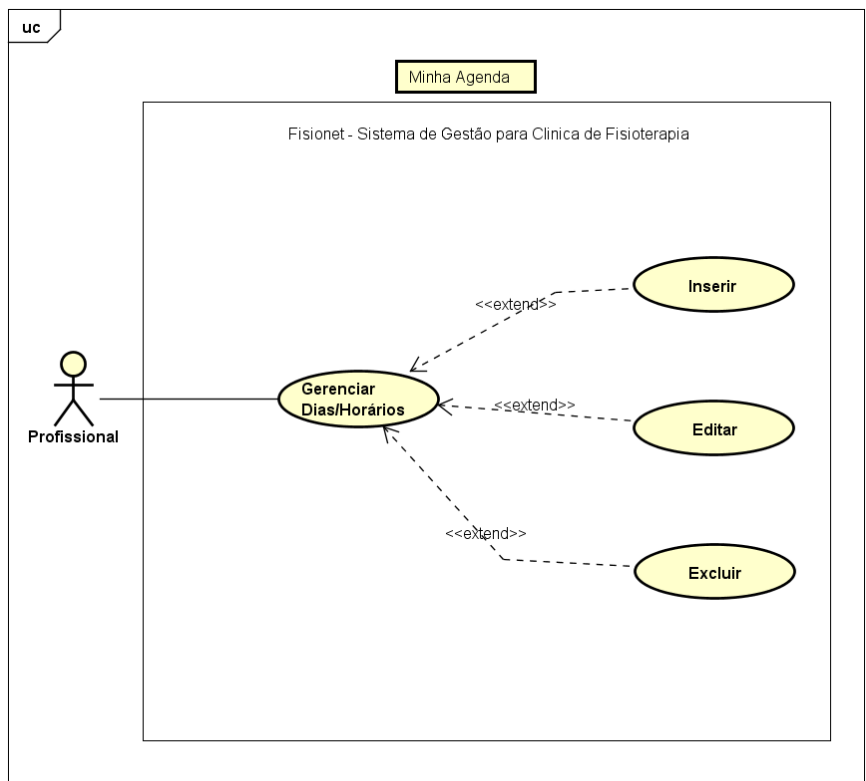 uc
Minha Agenda
Fisionet - Sistema de Gestão para Clinica de Fisioterapia
Inserir
<<extend>>
Gerenciar
Dias/Horários
<<extend>>
Editar
Profissional
<<extend>>
Excluir